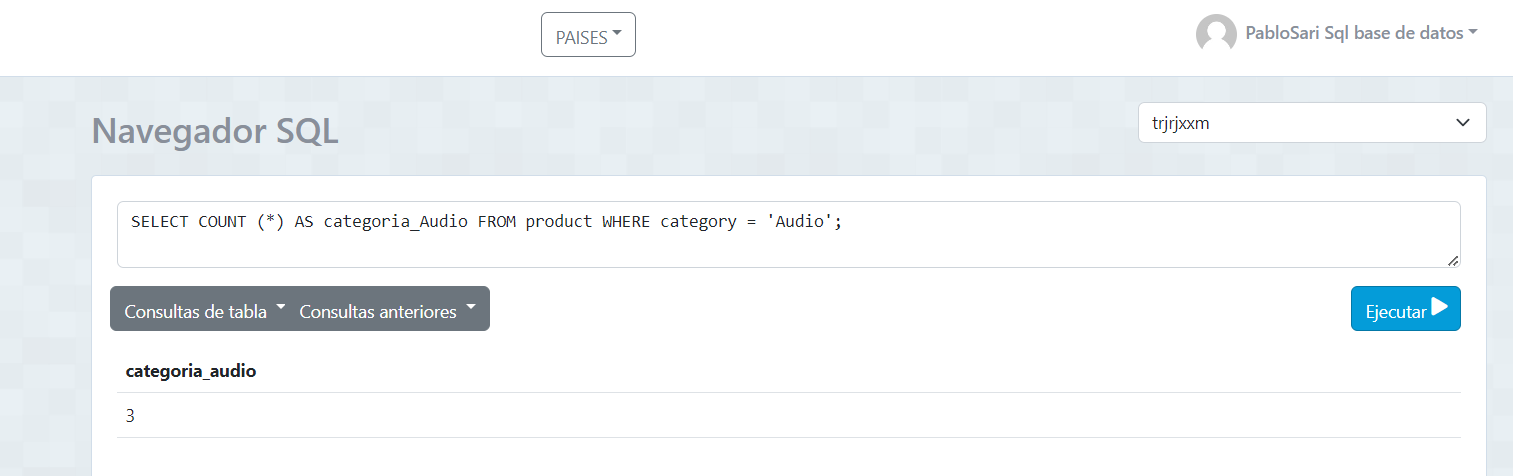 PAISES
PabloSari Sql base de datos
Navegador SQL
trjrjxxm
SELECT COUNT (*) AS categoria_Audio FROM product WHERE category = 'Audio';
Consultas de tabla Consultas anteriores
Ejecutar
categoria_audio
3